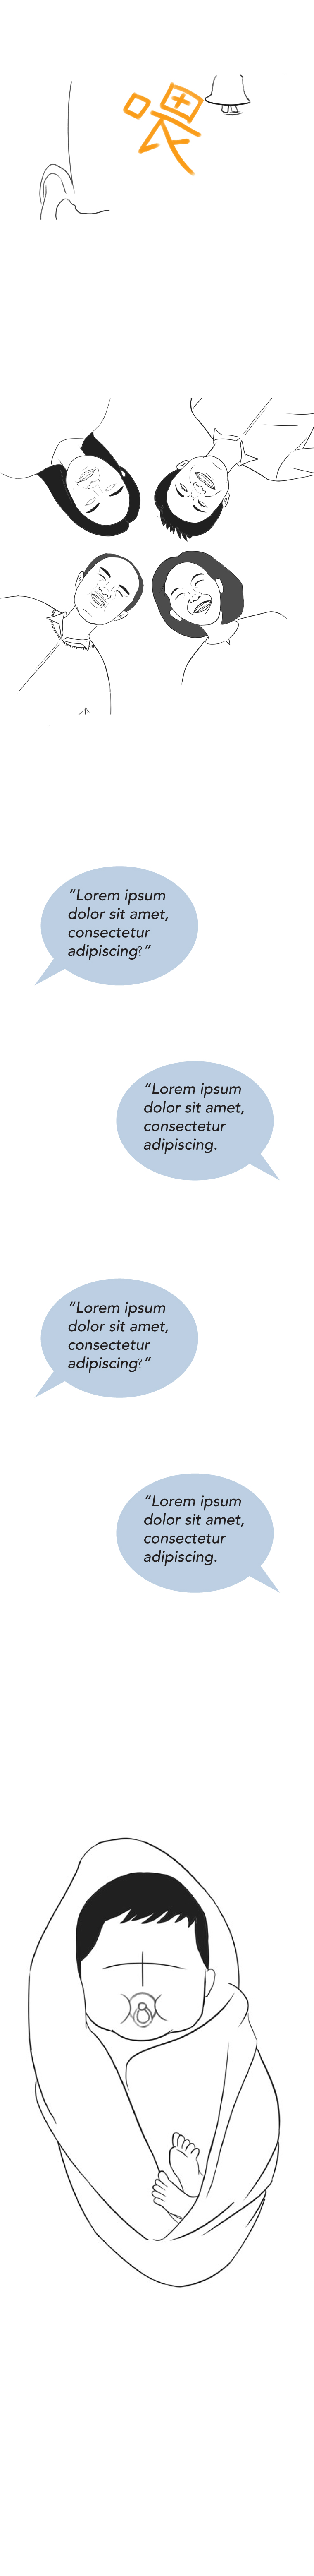 喂
“Lorem ipsum
dolor sit amet,
consectetur
adipiscing?”
“Lorem ipsum
dolor sit amet,
consectetur
adipiscing.
“Lorem ipsum
dolor sit amet,
consectetur
adipiscing?”
“Lorem ipsum
dolor sit amet,
consectetur
adipiscing.